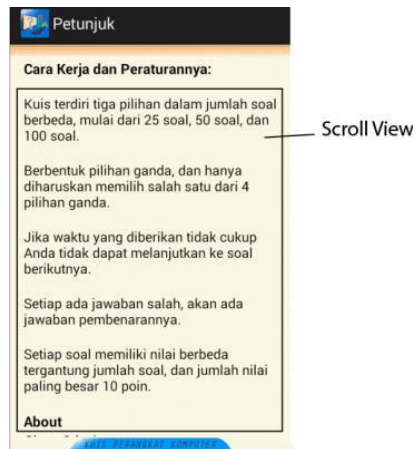 Petunjuk
Cara Kerja dan Peraturannya:
Kuis terdiri tiga pilihan dalam jumlah soal
berbeda, mulai dari 25 soal, 50 soal, dan
100 soal.
Scroll View
Berbentuk pilihan ganda, dan hanya
diharuskan memilih salah satu dari 4
pilihan ganda.
Jika waktu yang diberikan tidak cukup
Anda tidak dapat melanjutkan ke soal
berikutnya.
Setiap ada jawaban salah, akan ada
jawaban pembenarannya.
Setiap soal memiliki nilai berbeda
tergantung jumlah soal, dan jumlah nilai
paling besar 10 poin.
About
KUIS PERANGKAT KOMPUTER